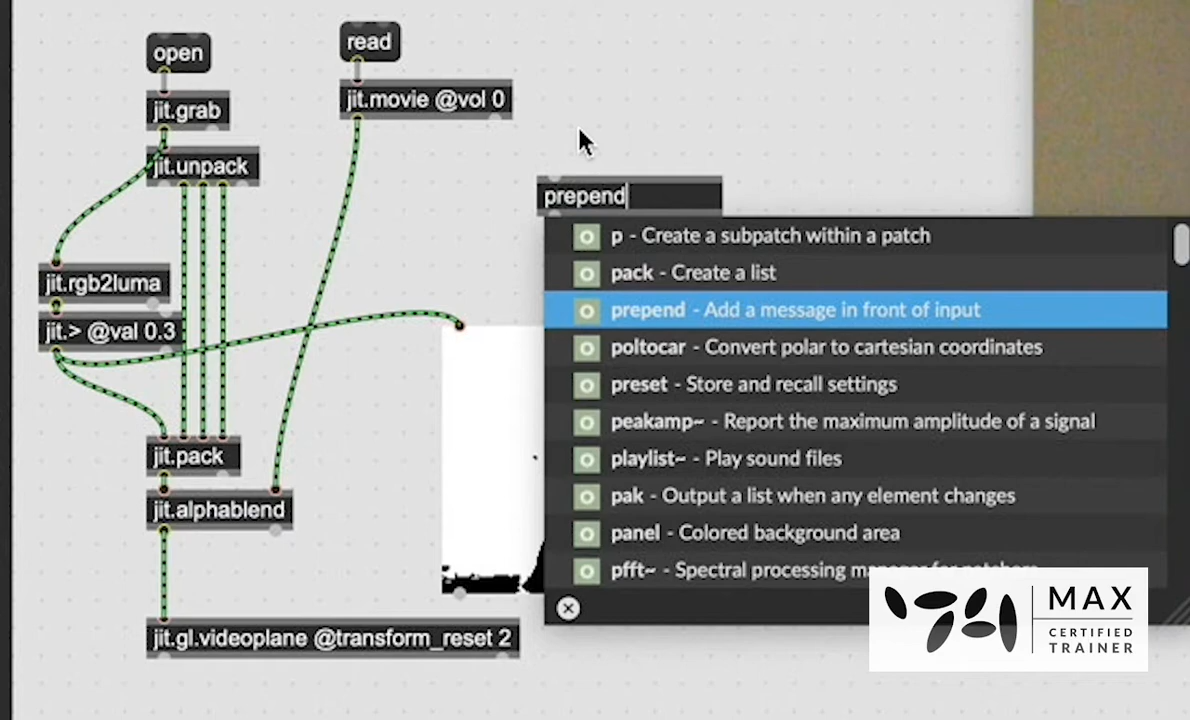 open
read
jit.grab
jit.movie @vol 0
jit.unpack
prepend
p - Create a subpatch within a patch
pack - Create a list
prepend - Add a message in front of input
poltocar - Convert polar to cartesian coordinates
preset - Store and recall settings
peakamp~ - Report the maximum amplitude of a signal
playlist~ - Play sound files
pak - Output a list when any element changes
panel - Colored background area
pfft~ - Spectral processing manager for patchers
jit.rgb2luma
jit.> @val 0.3
jit.pack
jit.alphablend
jit.gl.videoplane @transform_reset 2
MAX
CERTIFIED
TRAINER